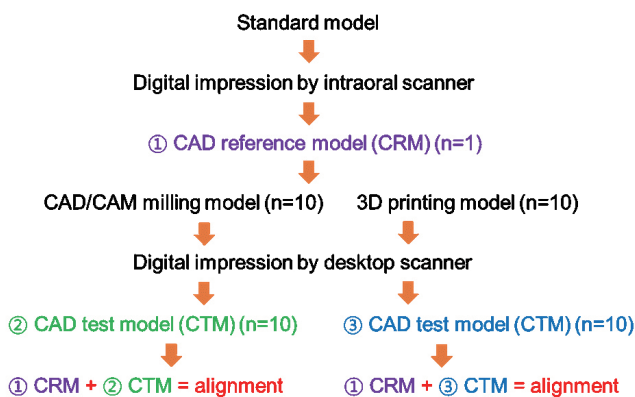 Standard model
Digital impression by intraoral scanner
① CAD reference model (CRM) (n=1)
CAD/CAM milling model (n=10) 3D printing model (n=10)
Digital impression by desktop scanner
② CAD test model (CTM) (n=10) ③ CAD test model (CTM) (n=10)
① CRM + ② CTM = alignment ① CRM + ③ CTM = alignment